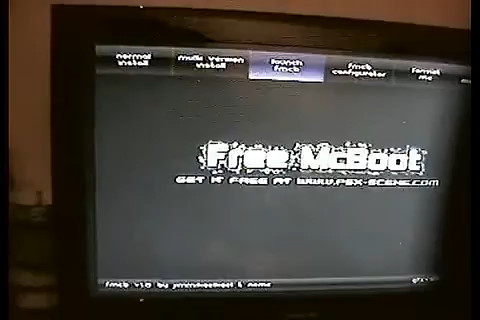 normal install
multi version install
launch fmcb
fmcb configurator
format mc
Free McBoot
GET IT FREE AT WWW.PSX-SCENE.COM
fmcb v1.8 by jimmikaelkael & neme